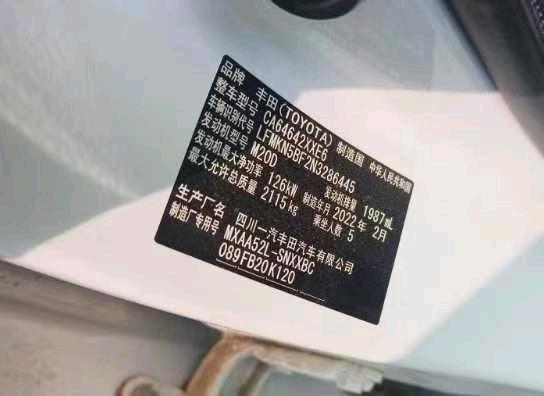 品牌 丰田(TOYOTA) 制造国 中华人民共和国
整车型号 CA64642XXE6
车辆识别代号 LFMKN5BF2N3286445
发动机型号 M20D 发动机排量 1987mL
发动机最大净功率 126kW 制造年月 2022年 2月
最大允许总质量 2115kg 乘坐人数 5
生产厂名 四川一汽丰田汽车有限公司
制造厂专用号 MXAA52L-SNXXBC
089FB20K120